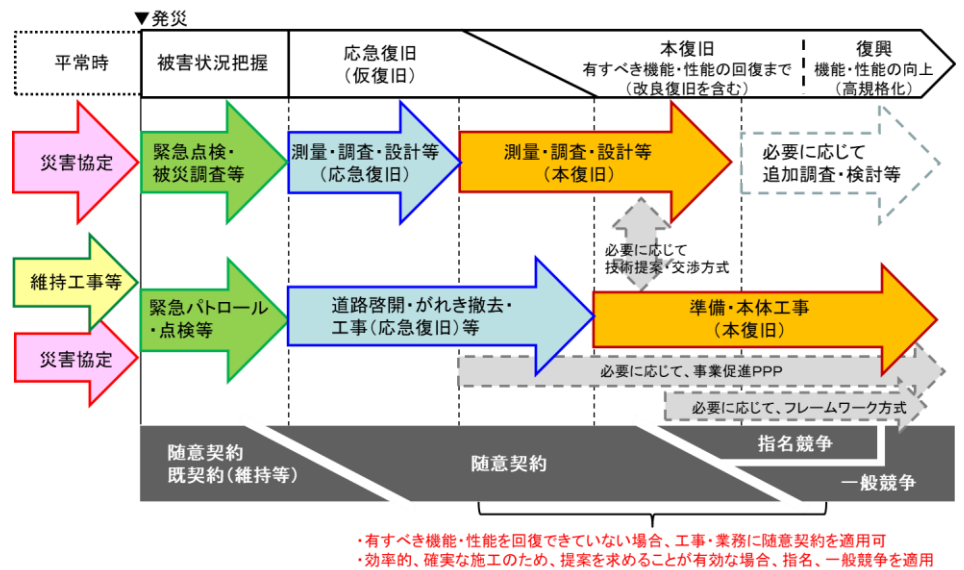 ▼発災
平常時
被害状況把握
応急復旧
(仮復旧)
本復旧
有すべき機能・性能の回復まで
(改良復旧を含む)
復興
機能・性能の向上
(高規格化)
災害協定
緊急点検・
被災調査等
測量・調査・設計等
(応急復旧)
測量・調査・設計等
(本復旧)
必要に応じて
追加調査・検討等
必要に応じて
技術提案・交渉方式
維持工事等
災害協定
緊急パトロール
・点検等
道路啓開・がれき撤去・
工事(応急復旧)等
準備・本体工事
(本復旧)
必要に応じて、事業促進PPP
必要に応じて、フレームワーク方式
随意契約
既契約(維持等)
随意契約
指名競争
一般競争
・有すべき機能・性能を回復できていない場合、工事・業務に随意契約を適用可
・効率的、確実な施工のため、提案を求めることが有効な場合、指名、一般競争を適用